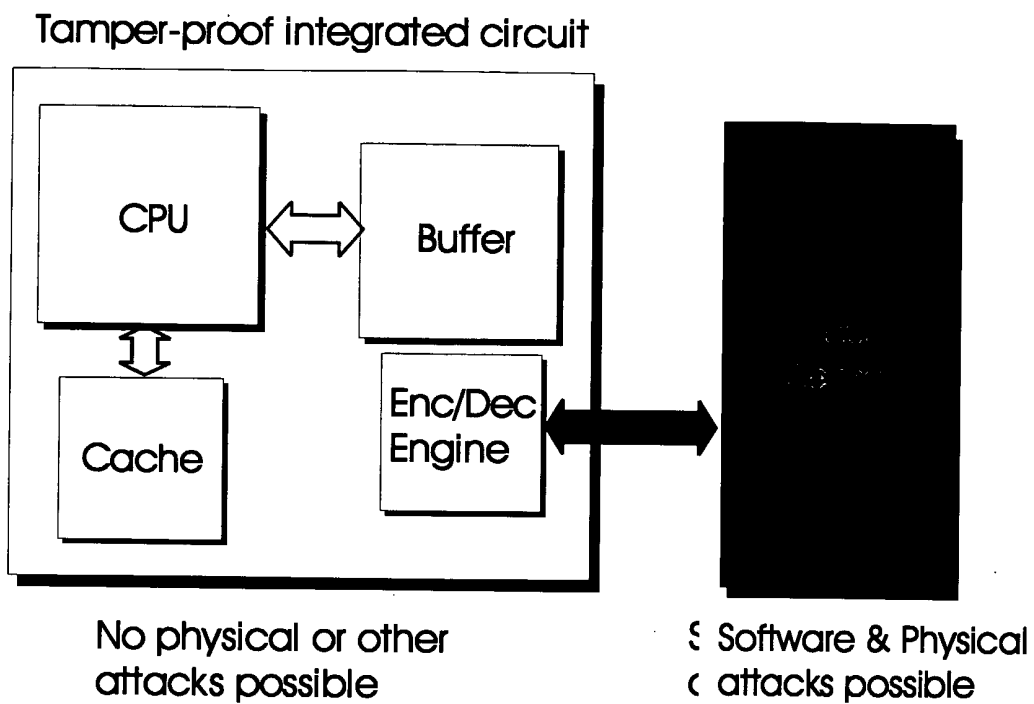 Tamper-proof integrated circuit
CPU
Buffer
Cache
Enc/Dec
Engine
No physical or other
attacks possible
Software & Physical
attacks possible